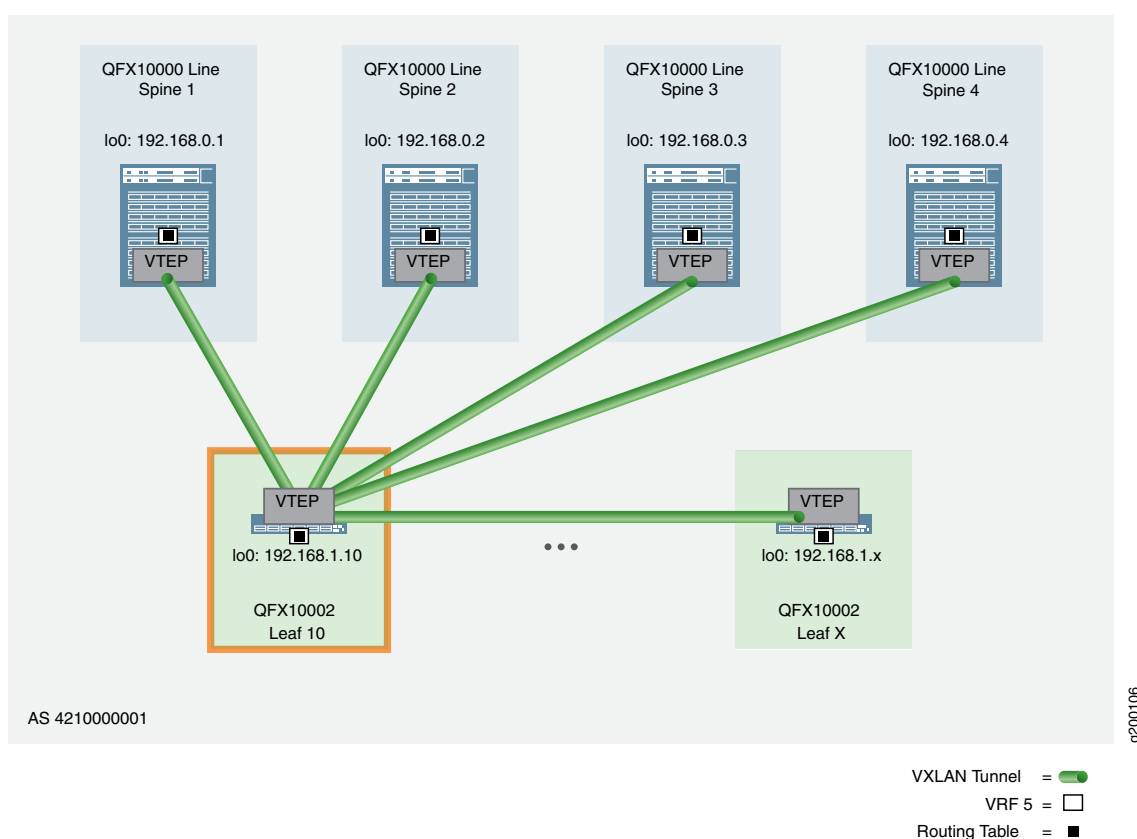 QFX10000 Line
Spine 1
QFX10000 Line
Spine 2
QFX10000 Line
Spine 3
QFX10000 Line
Spine 4
lo0: 192.168.0.1
lo0: 192.168.0.2
lo0: 192.168.0.3
lo0: 192.168.0.4
VTEP
VTEP
VTEP
VTEP
VTEP
VTEP
lo0: 192.168.1.10
...
lo0: 192.168.1.x
QFX10002
Leaf 10
QFX10002
Leaf X
AS 4210000001
g200106
VXLAN Tunnel =
VRF 5 =
Routing Table =